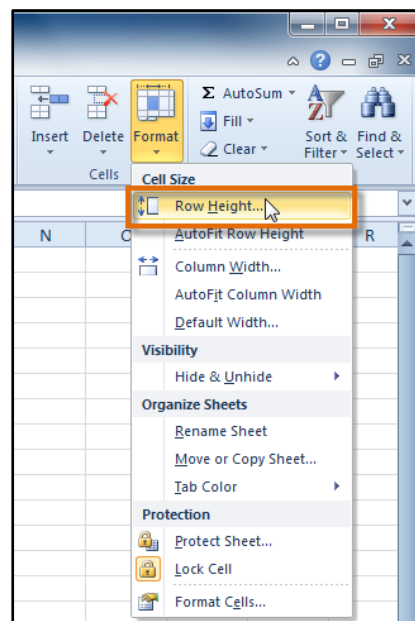 Σ AutoSum
Fill
Clear
Insert Delete Format
Sort & Filter
Find & Select
Cells
Cell Size
Row Height...
AutoFit Row Height
Column Width...
AutoFit Column Width
Default Width...
Visibility
Hide & Unhide
Organize Sheets
Rename Sheet
Move or Copy Sheet...
Tab Color
Protection
Protect Sheet...
Lock Cell
Format Cells...
N R